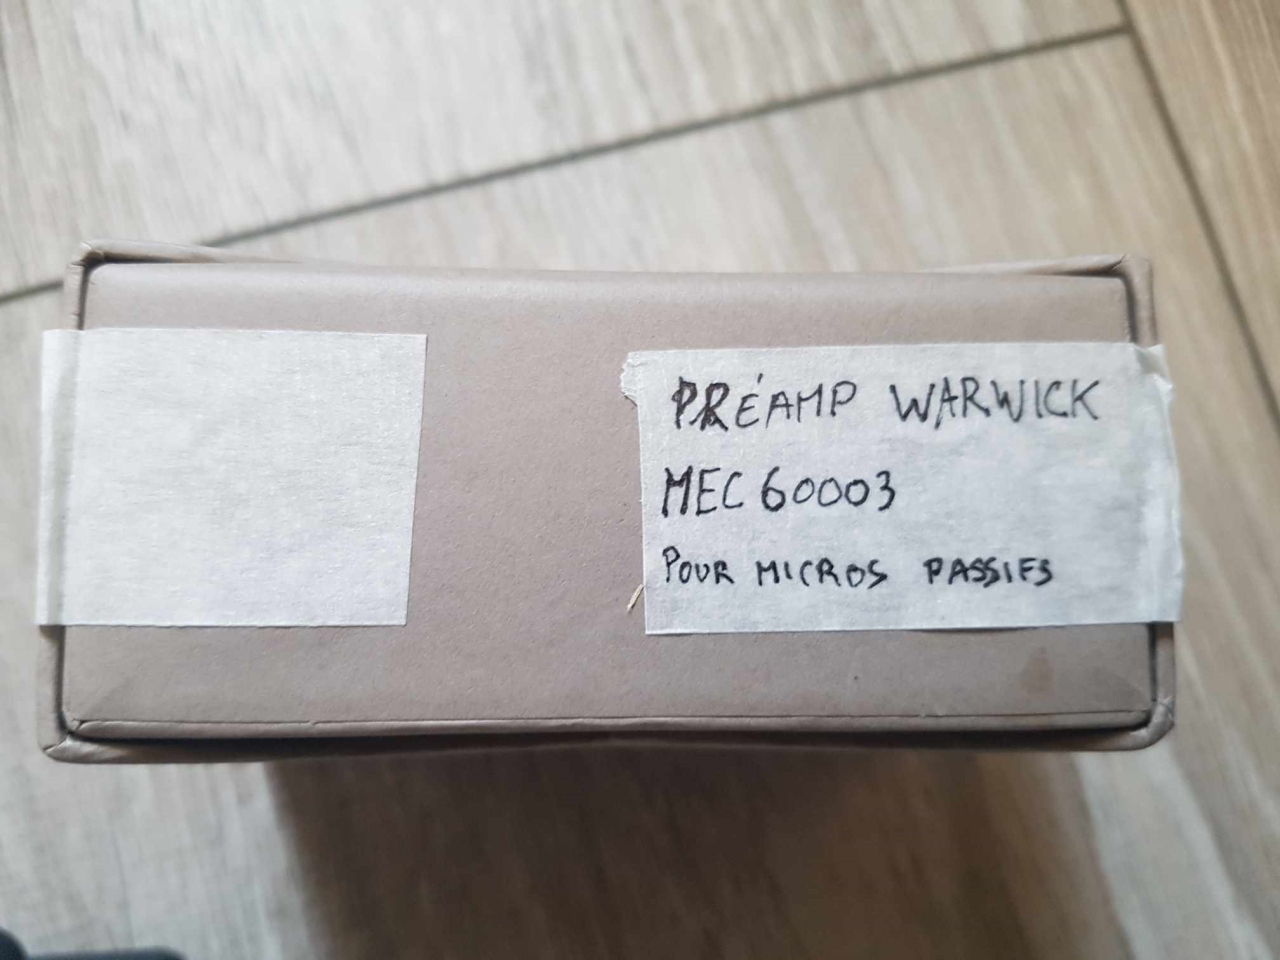 PRÉAMP WARWICK
MEC 60003
POUR MICROS PASSIFS